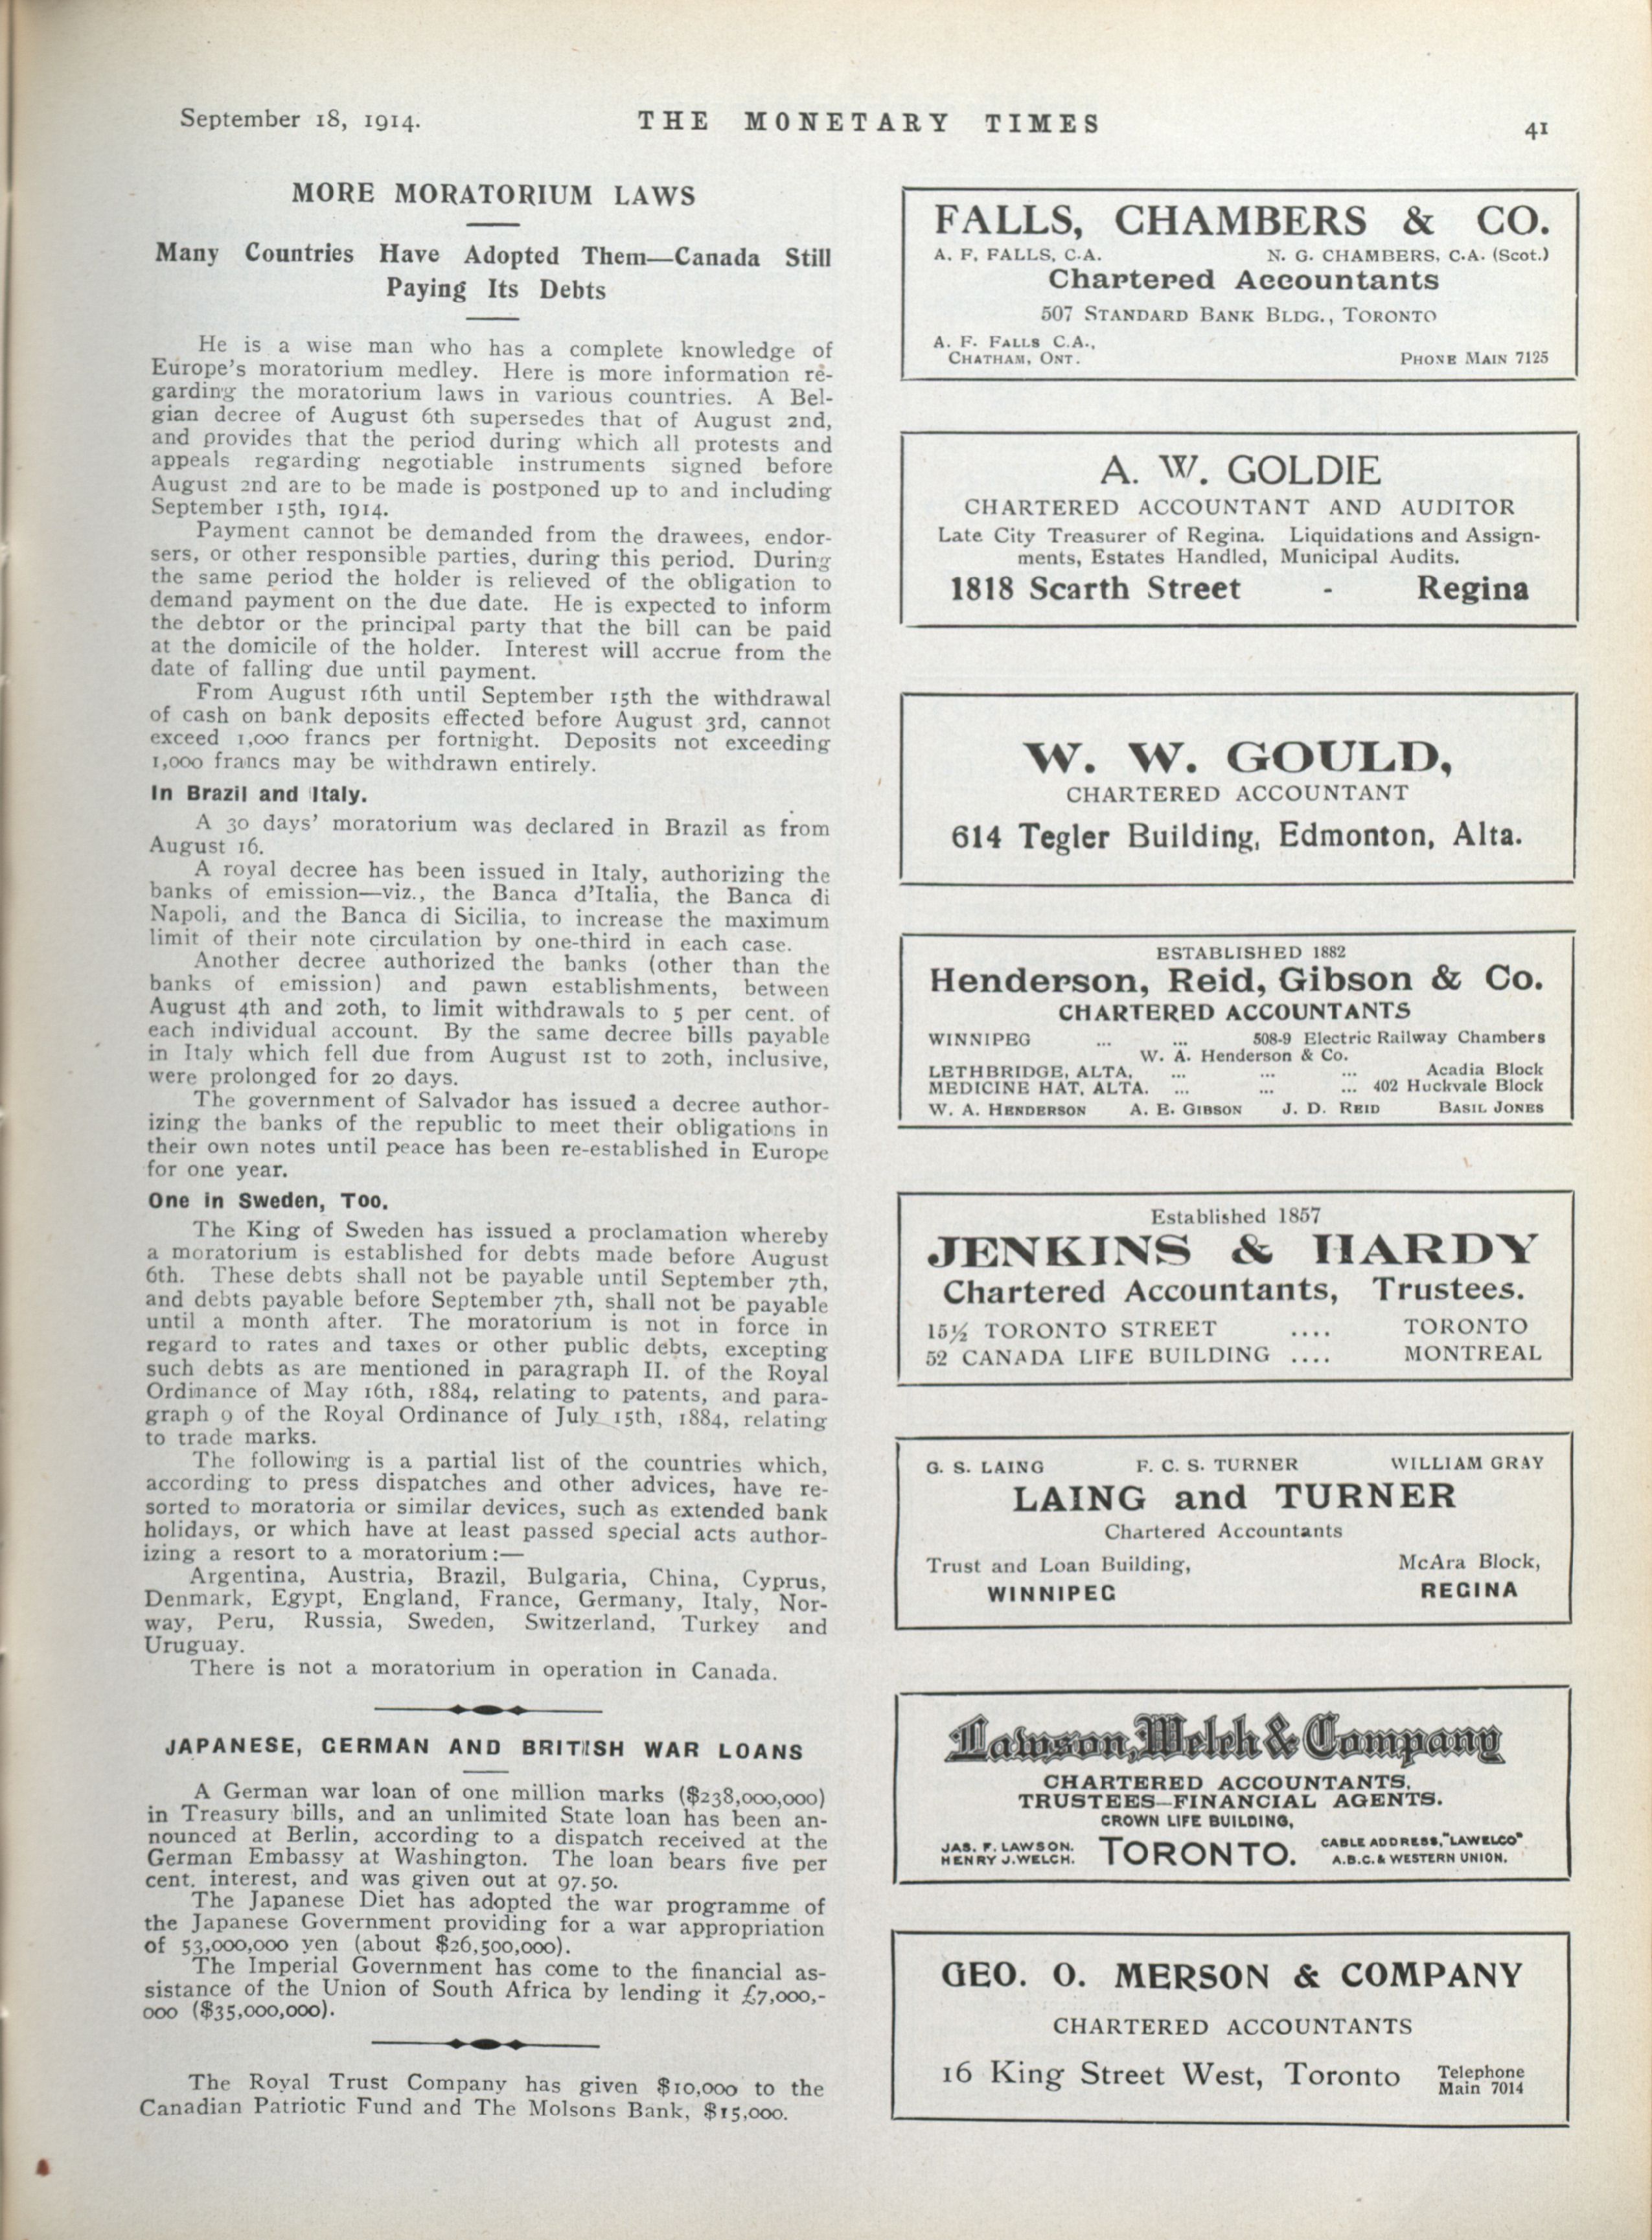 September 18, 1914.
THE MONETARY TIMES
41
MORE MORATORIUM LAWS
Many Countries Have Adopted Them—Canada Still
Paying Its Debts
He is a wise man who has a complete knowledge of
Europe's moratorium medley. Here is more information re-
garding the moratorium laws in various countries. A Bel-
gian decree of August 6th supersedes that of August 2nd,
and provides that the period during which all protests and
appeals regarding negotiable instruments signed before
August 2nd are to be made is postponed up to and including
September 15th, 1914.
Payment cannot be demanded from the drawees, endor-
sers, or other responsible parties, during this period. During
the same period the holder is relieved of the obligation to
demand payment on the due date. He is expected to inform
the debtor or the principal party that the bill can be paid
at the domicile of the holder. Interest will accrue from the
date of falling due until payment.
From August 16th until September 15th the withdrawal
of cash on bank deposits effected before August 3rd, cannot
exceed 1,000 francs per fortnight. Deposits not exceeding
1,000 francs may be withdrawn entirely.
In Brazil and Italy.
A 30 days' moratorium was declared in Brazil as from
August 16.
A royal decree has been issued in Italy, authorizing the
banks of emission—viz., the Banca d'Italia, the Banca di
Napoli, and the Banca di Sicilia, to increase the maximum
limit of their note circulation by one-third in each case.
Another decree authorized the banks (other than the
banks of emission) and pawn establishments, between
August 4th and 20th, to limit withdrawals to 5 per cent. of
each individual account. By the same decree bills payable
in Italy which fell due from August 1st to 20th, inclusive,
were prolonged for 20 days.
The government of Salvador has issued a decree author-
izing the banks of the republic to meet their obligations in
their own notes until peace has been re-established in Europe
for one year.
One in Sweden, Too.
The King of Sweden has issued a proclamation whereby
a moratorium is established for debts made before August
6th. These debts shall not be payable until September 7th,
and debts payable before September 7th, shall not be payable
until a month after. The moratorium is not in force in
regard to rates and taxes or other public debts, excepting
such debts as are mentioned in paragraph II. of the Royal
Ordinance of May 16th, 1884, relating to patents, and para-
graph 9 of the Royal Ordinance of July 15th, 1884, relating
to trade marks.
The following is a partial list of the countries which,
according to press dispatches and other advices, have re-
sorted to moratoria or similar devices, such as extended bank
holidays, or which have at least passed special acts author-
izing a resort to a moratorium:—
Argentina, Austria, Brazil, Bulgaria, China, Cyprus,
Denmark, Egypt, England, France, Germany, Italy, Nor-
way, Peru, Russia, Sweden, Switzerland, Turkey and
Uruguay.
There is not a moratorium in operation in Canada.
JAPANESE, GERMAN AND BRITISH WAR LOANS
A German war loan of one million marks ($238,000,000)
in Treasury bills, and an unlimited State loan has been an-
nounced at Berlin, according to a dispatch received at the
German Embassy at Washington. The loan bears five per
cent. interest, and was given out at 97.50.
The Japanese Diet has adopted the war programme of
the Japanese Government providing for a war appropriation
of 53,000,000 yen (about $26,500,000).
The Imperial Government has come to the financial as-
sistance of the Union of South Africa by lending it £7,000,-
000 ($35,000,000).
The Royal Trust Company has given $10,000 to the
Canadian Patriotic Fund and The Molsons Bank, $15,000.
FALLS, CHAMBERS & CO.
A. F. FALLS, C.A. N. G. CHAMBERS, C.A. (Scot.)
Chartered Accountants
507 STANDARD BANK BLDG., TORONTO
A. F. FALLS C.A.,
CHATHAM, ONT. PHONE MAIN 7125
A. W. GOLDIE
CHARTERED ACCOUNTANT AND AUDITOR
Late City Treasurer of Regina. Liquidations and Assign-
ments, Estates Handled, Municipal Audits.
1818 Scarth Street - Regina
W. W. GOULD,
CHARTERED ACCOUNTANT
614 Tegler Building, Edmonton, Alta.
ESTABLISHED 1882
Henderson, Reid, Gibson & Co.
CHARTERED ACCOUNTANTS
WINNIPEG ... ... 508-9 Electric Railway Chambers
W. A. Henderson & Co.
LETHBRIDGE, ALTA. ... ... ... Acadia Block
MEDICINE HAT, ALTA. ... ... ... 402 Huckvale Block
W. A. HENDERSON A. E. GIBSON J. D. REID BASIL JONES
Established 1857
JENKINS & HARDY
Chartered Accountants, Trustees.
15½ TORONTO STREET .... TORONTO
52 CANADA LIFE BUILDING .... MONTREAL
G. S. LAING F. C. S. TURNER WILLIAM GRAY
LAING and TURNER
Chartered Accountants
Trust and Loan Building, McAra Block,
WINNIPEG REGINA
Lawson, Welch & Company
CHARTERED ACCOUNTANTS,
TRUSTEES—FINANCIAL AGENTS.
CROWN LIFE BUILDING,
JAS. F. LAWSON.
HENRY J. WELCH.
TORONTO.
CABLE ADDRESS, "LAWELCO"
A.B.C. & WESTERN UNION.
GEO. O. MERSON & COMPANY
CHARTERED ACCOUNTANTS
16 King Street West, Toronto
Telephone
Main 7014